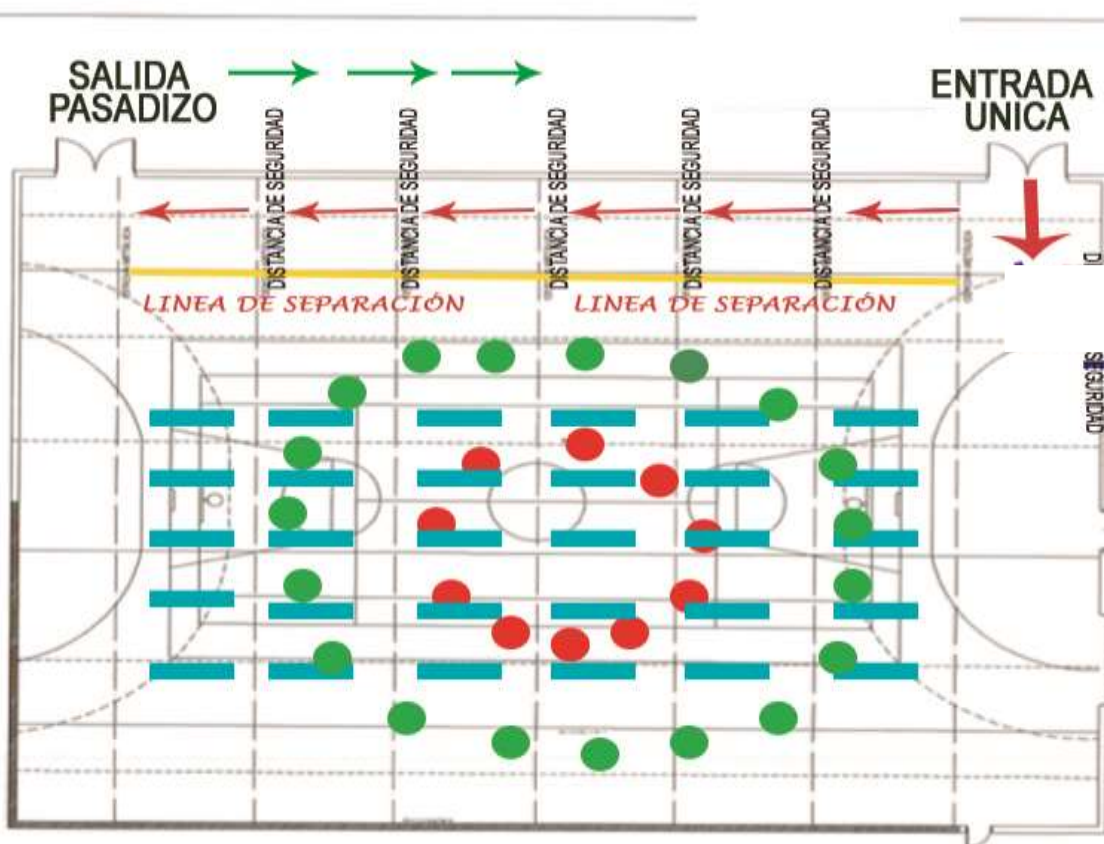 SALIDA
PASADIZO
ENTRADA
UNICA
DISTANCIA DE SEGURIDAD
DISTANCIA DE SEGURIDAD
DISTANCIA DE SEGURIDAD
DISTANCIA DE SEGURIDAD
DISTANCIA DE SEGURIDAD
LINEA DE SEPARACIÓN
LINEA DE SEPARACIÓN
SEGURIDAD